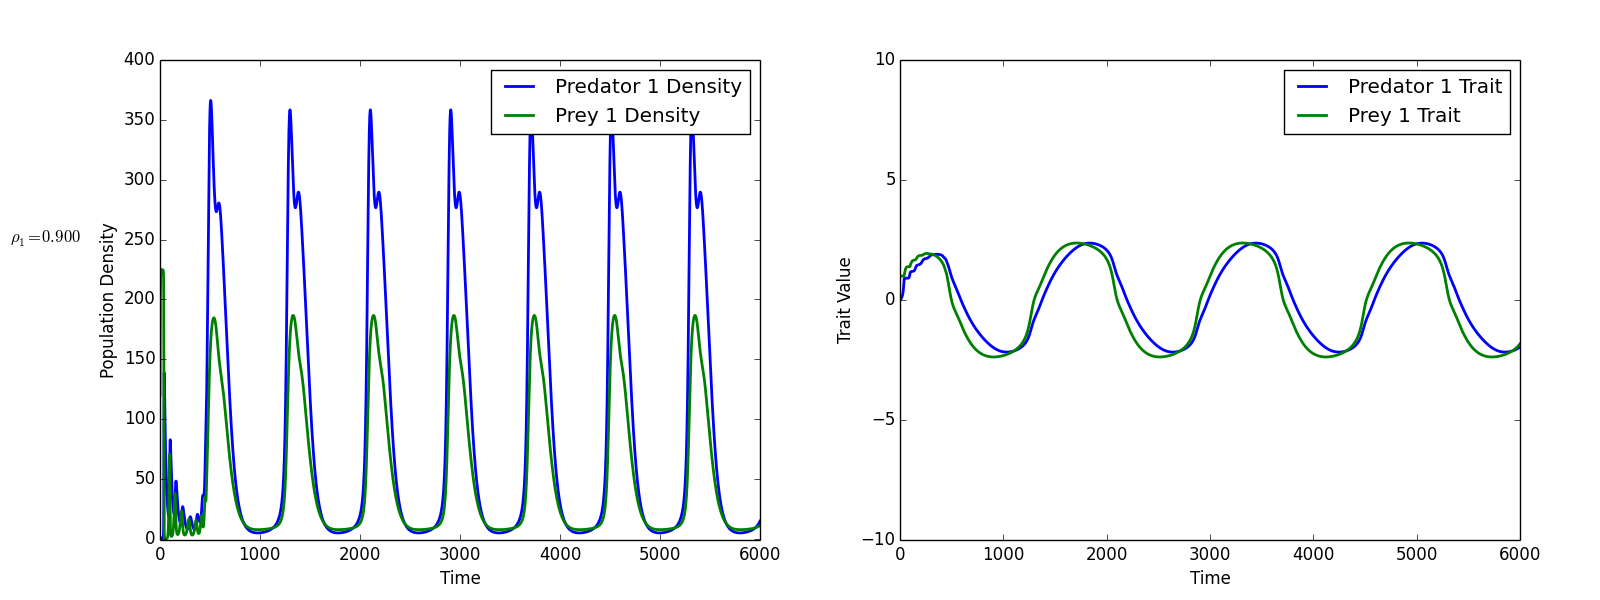 ρ1=0.900
Population Density
400
350
300
250
200
150
100
50
0
0 1000 2000 3000 4000 5000 6000
Time
Predator 1 Density
Prey 1 Density
Trait Value
10
5
0
−5
−10
0 1000 2000 3000 4000 5000 6000
Time
Predator 1 Trait
Prey 1 Trait